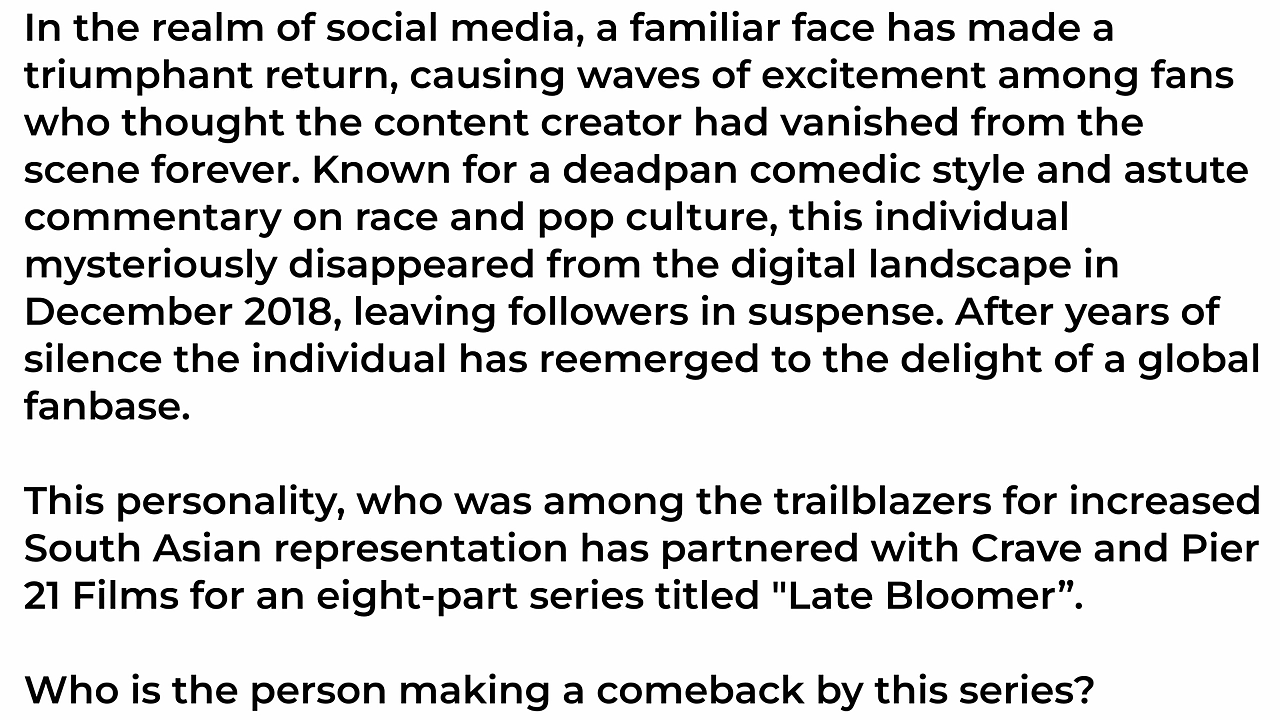 In the realm of social media, a familiar face has made a
triumphant return, causing waves of excitement among fans
who thought the content creator had vanished from the
scene forever. Known for a deadpan comedic style and astute
commentary on race and pop culture, this individual
mysteriously disappeared from the digital landscape in
December 2018, leaving followers in suspense. After years of
silence the individual has reemerged to the delight of a global
fanbase.

This personality, who was among the trailblazers for increased
South Asian representation has partnered with Crave and Pier
21 Films for an eight-part series titled "Late Bloomer”.

Who is the person making a comeback by this series?